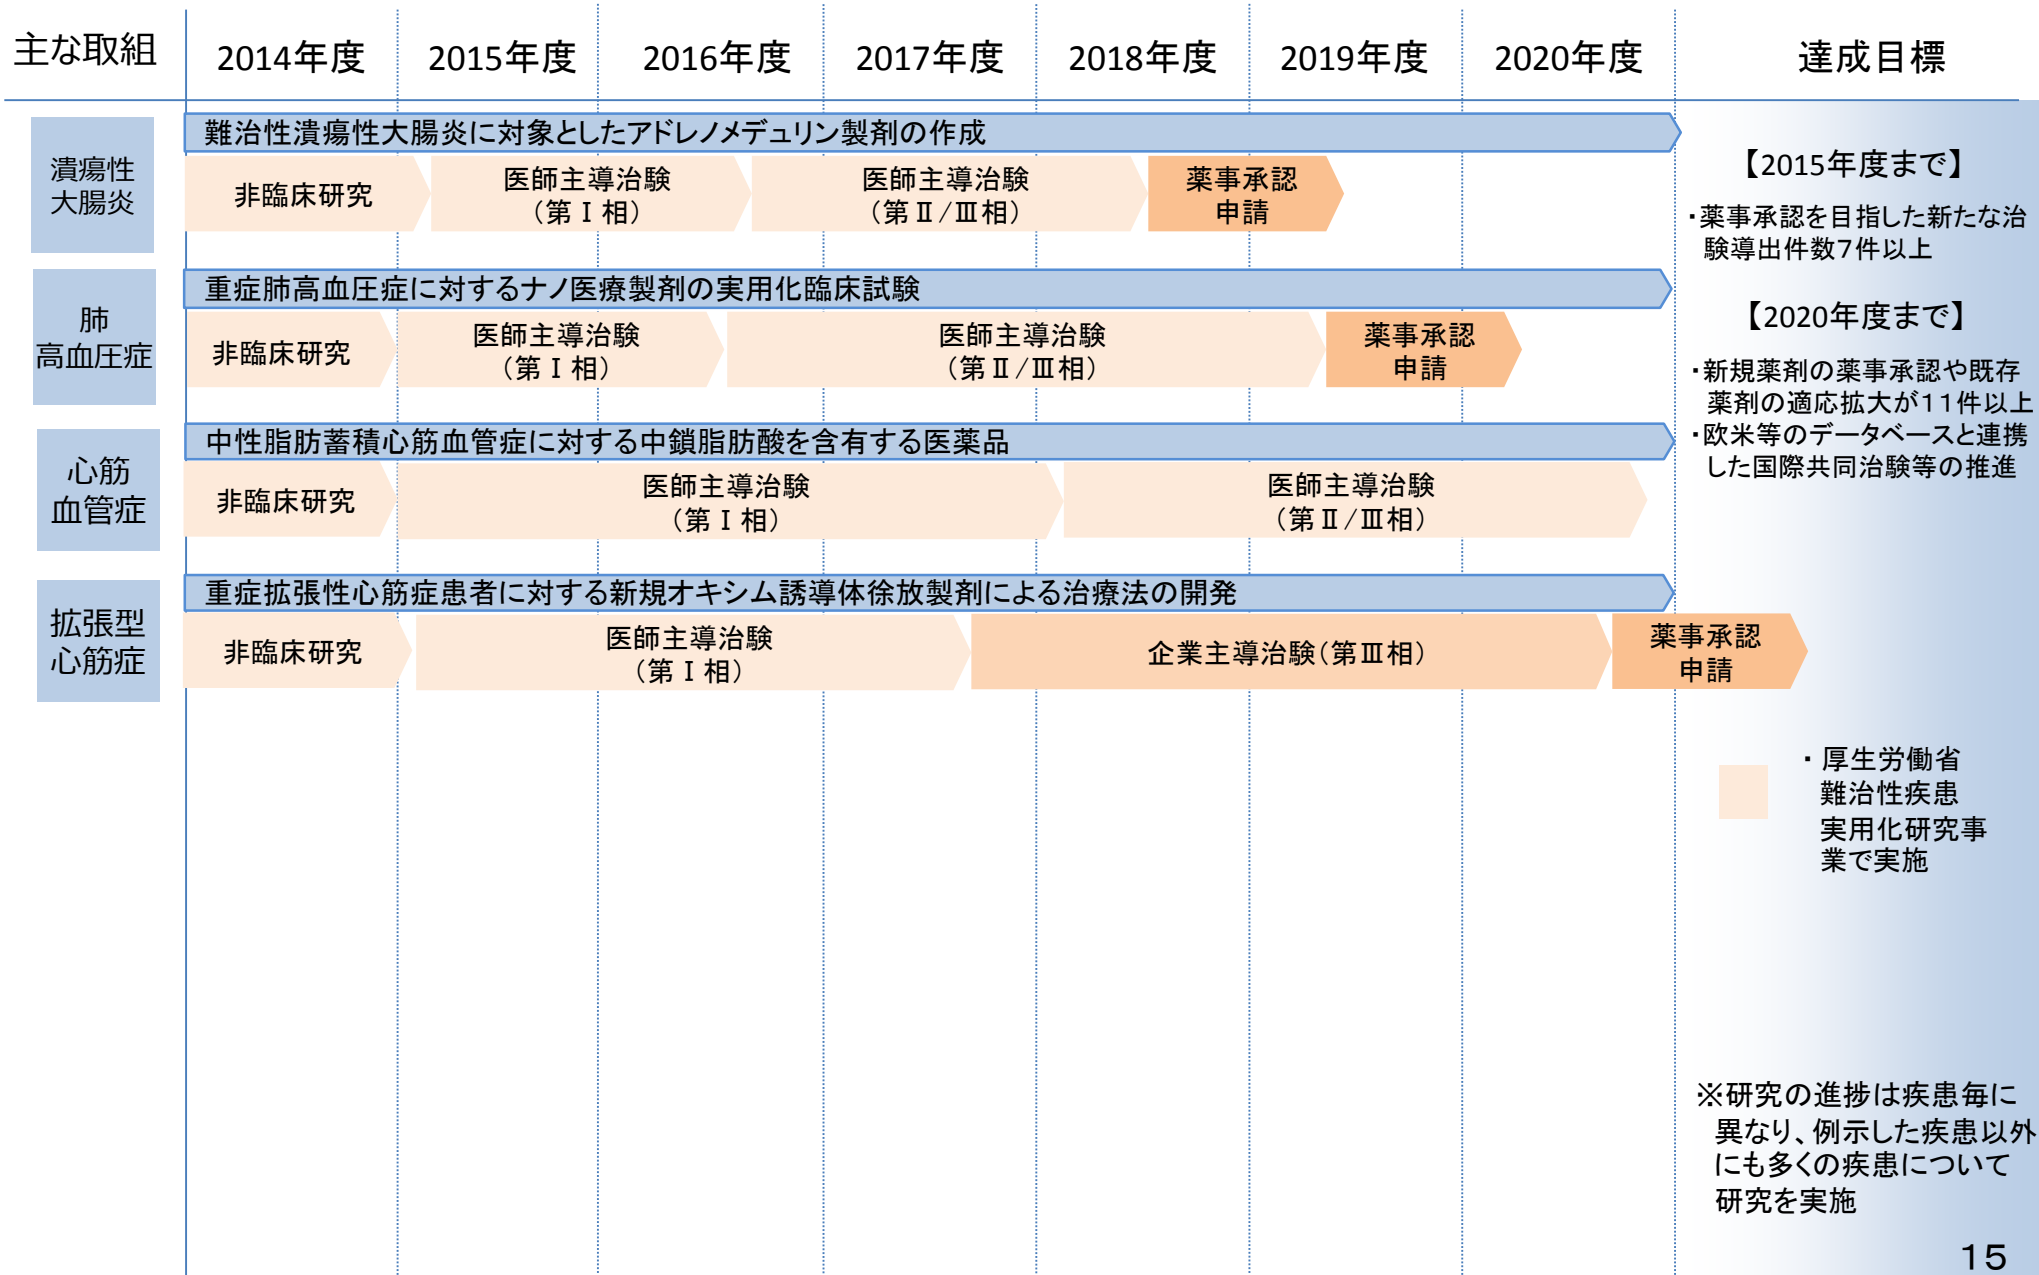 主な取組
2014年度
2015年度
2016年度
2017年度
2018年度
2019年度
2020年度
達成目標
潰瘍性
大腸炎
難治性潰瘍性大腸炎に対象としたアドレノメデュリン製剤の作成
非臨床研究
医師主導治験
（第Ⅰ相）
医師主導治験
（第Ⅱ/Ⅲ相）
薬事承認
申請
肺
高血圧症
重症肺高血圧症に対するナノ医療製剤の実用化臨床試験
非臨床研究
医師主導治験
（第Ⅰ相）
医師主導治験
（第Ⅱ/Ⅲ相）
薬事承認
申請
心筋
血管症
中性脂肪蓄積心筋血管症に対する中鎖脂肪酸を含有する医薬品
非臨床研究
医師主導治験
（第Ⅰ相）
医師主導治験
（第Ⅱ/Ⅲ相）
拡張型
心筋症
重症拡張性心筋症患者に対する新規オキシム誘導体徐放製剤による治療法の開発
非臨床研究
医師主導治験
（第Ⅰ相）
企業主導治験（第Ⅲ相）
薬事承認
申請
【2015年度まで】
・薬事承認を目指した新たな治
験導出件数７件以上
【2020年度まで】
・新規薬剤の薬事承認や既存
薬剤の適応拡大が１１件以上
・欧米等のデータベースと連携
した国際共同治験等の推進
・厚生労働省
難治性疾患
実用化研究事
業で実施
※研究の進捗は疾患毎に
異なり、例示した疾患以外
にも多くの疾患について
研究を実施
１５